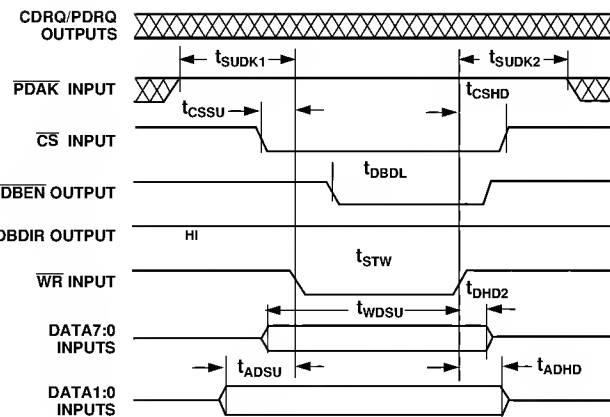 CDRQ/PDRQ
OUTPUTS
tSUDK1
tSUDK2
PDAK INPUT
tCSSU
tCSHD
CS INPUT
tDBDL
DBEN OUTPUT
DBDIR OUTPUT
HI
tSTW
WR INPUT
tWDSU
tDHD2
DATA7:0
INPUTS
tADSU
tADHD
DATA1:0
INPUTS